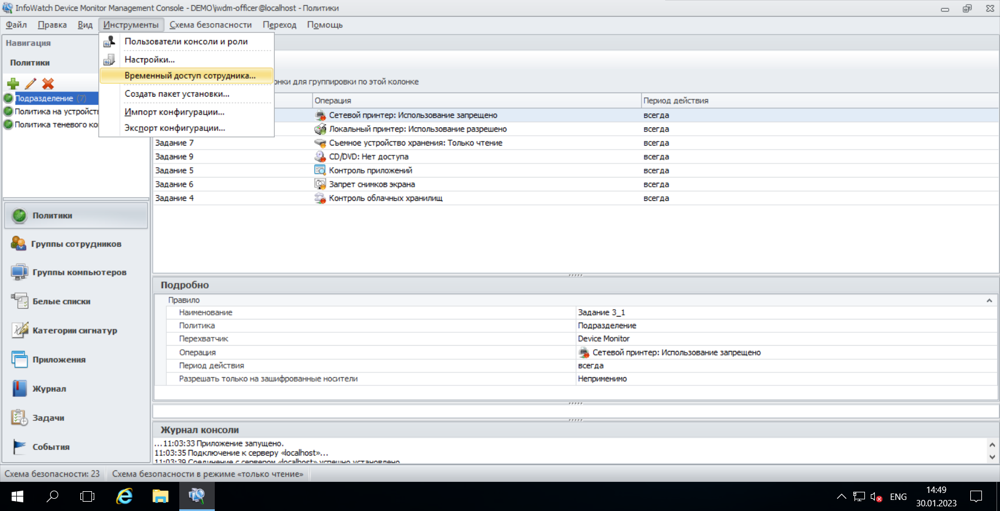 InfoWatch Device Monitor Management Console - DEMO\iwdm-officer@localhost - Политики
Файл Правка Вид Инструменты Схема безопасности Переход Помощь
Навигация
Политики
Подразделение (7)
Политика на устройств
Политика теневого ко
Пользователи консоли и роли
Настройки...
Временный доступ сотрудника...
Создать пакет установки...
Импорт конфигурации...
Экспорт конфигурации...
онки для группировки по этой колонке
Операция Период действия
Сетевой принтер: Использование запрещено всегда
Локальный принтер: Использование разрешено всегда
Задание 7 Съемное устройство хранения: Только чтение всегда
Задание 9 CD/DVD: Нет доступа всегда
Задание 5 Контроль приложений всегда
Задание 6 Запрет снимков экрана всегда
Задание 4 Контроль облачных хранилищ всегда
Политики
Группы сотрудников
Группы компьютеров
Белые списки
Категории сигнатур
Приложения
Журнал
Задачи
События
Подробно
Правило
Наименование Задание 3_1
Политика Подразделение
Перехватчик Device Monitor
Операция Сетевой принтер: Использование запрещено
Период действия всегда
Разрешать только на зашифрованные носители Неприменимо
Журнал консоли
...11:03:33 Приложение запущено.
11:03:35 Подключение к серверу «localhost»...
11:03:39 Соединение с сервером «localhost» успешно установлено
Схема безопасности: 23 Схема безопасности в режиме «только чтение»
ENG
14:49
30.01.2023